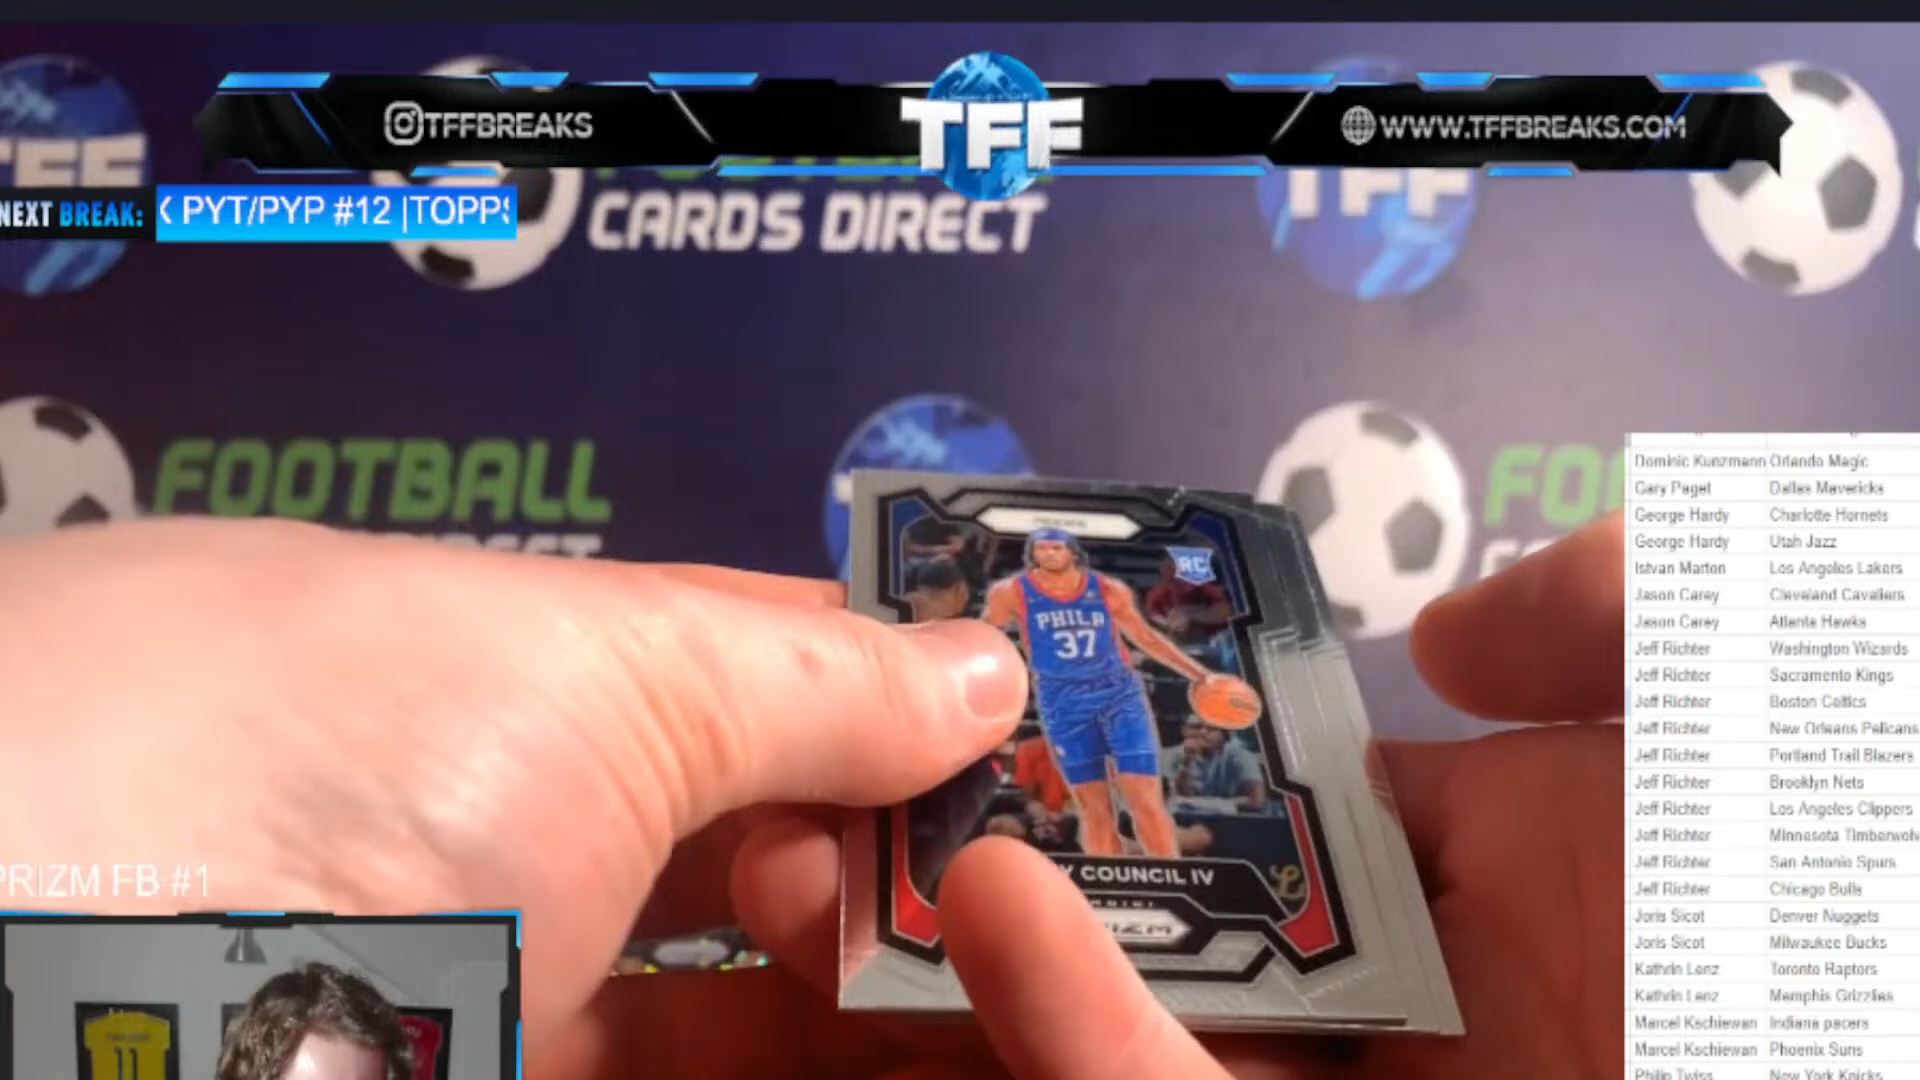 TFFBREAKS
TFF
WWW.TFFBREAKS.COM
NEXT BREAK:
PYT/PYP #12 |TOPPS
CARDS DIRECT
FOOTBALL
FO
RC
PHILA
37
COUNCIL IV
PRIZM FB #1
11
Dominic Kunzmann Orlando Magic
Gary Paget Dallas Mavericks
George Hardy Charlotte Hornets
George Hardy Utah Jazz
Istvan Marton Los Angeles Lakers
Jason Carey Cleveland Cavaliers
Jason Carey Atlanta Hawks
Jeff Richter Washington Wizards
Jeff Richter Sacramento Kings
Jeff Richter Boston Celtics
Jeff Richter New Orleans Pelicans
Jeff Richter Portland Trail Blazers
Jeff Richter Brooklyn Nets
Jeff Richter Los Angeles Clippers
Jeff Richter Minnesota Timberwolve
Jeff Richter San Antonio Spurs
Jeff Richter Chicago Bulls
Joris Sicot Denver Nuggets
Joris Sicot Milwaukee Bucks
Kathrin Lenz Toronto Raptors
Kathrin Lenz Memphis Grizzlies
Marcel Kschiewan Indiana pacers
Marcel Kschiewan Phoenix Suns
Philip Twiss New York Knicks